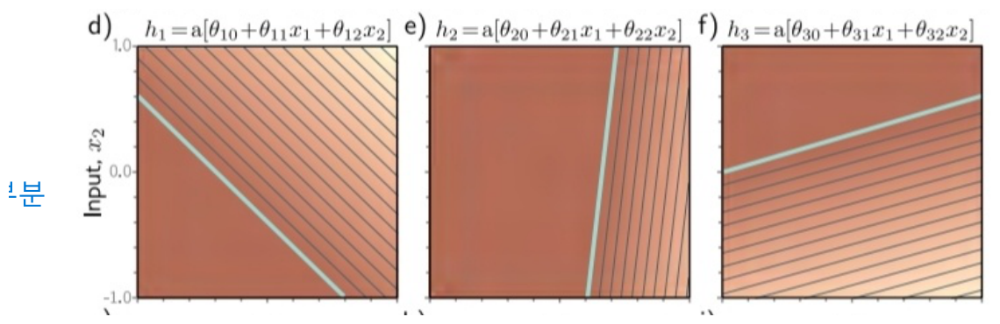 d) h₁=a[θ₁₀+θ₁₁x₁+θ₁₂x₂]
e) h₂=a[θ₂₀+θ₂₁x₁+θ₂₂x₂]
f) h₃=a[θ₃₀+θ₃₁x₁+θ₃₂x₂]
1.0
Input, x₂
0.0
분
-1.0